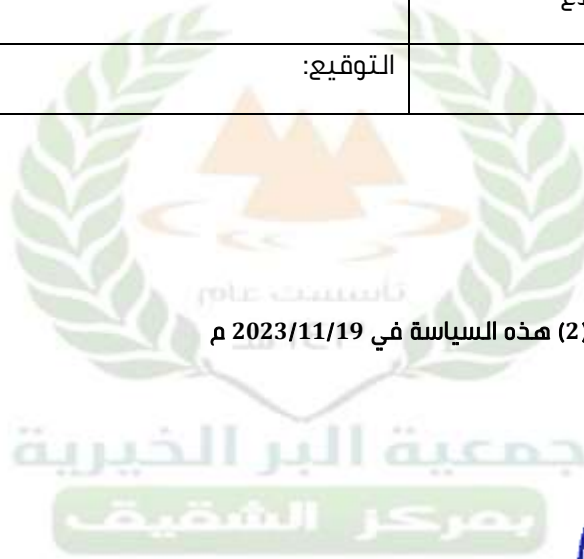 التوقيع:
تأسست عام
(2) هذه السياسة في 2023/11/19 م
جمعية البر الخيرية
بمركز الشقيق